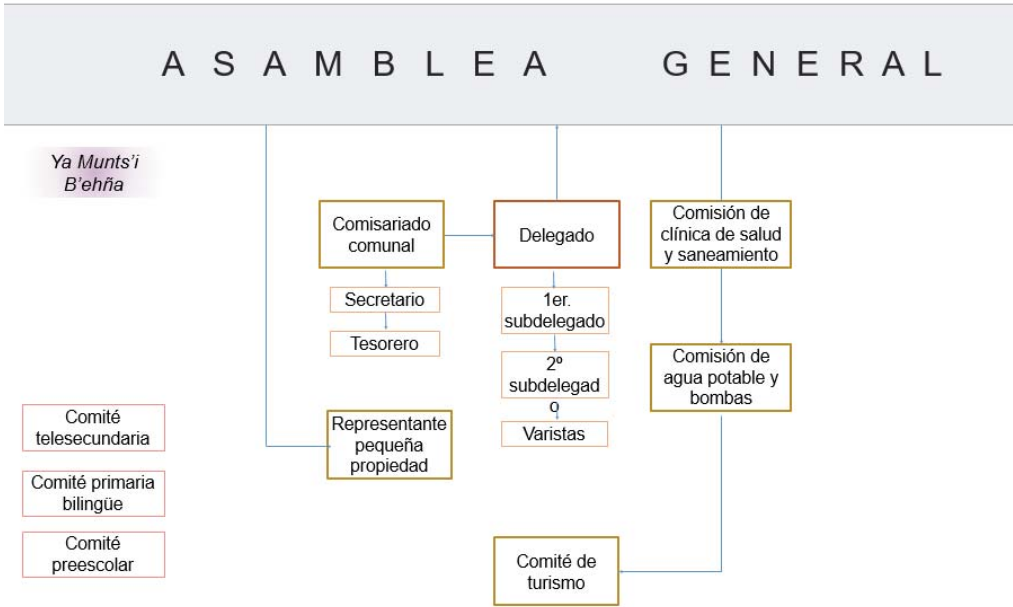 A S A M B L E A G E N E R A L
Ya Munts'i
B'ehña
Comisariado
comunal
Delegado
Comisión de
clínica de salud
y saneamiento
Secretario
1er.
subdelegado
Tesorero
2º
subdelegad
o
Comisión de
agua potable y
bombas
Varistas
Representante
pequeña
propiedad
Comité
telesecundaria
Comité primaria
bilingüe
Comité
preescolar
Comité de
turismo